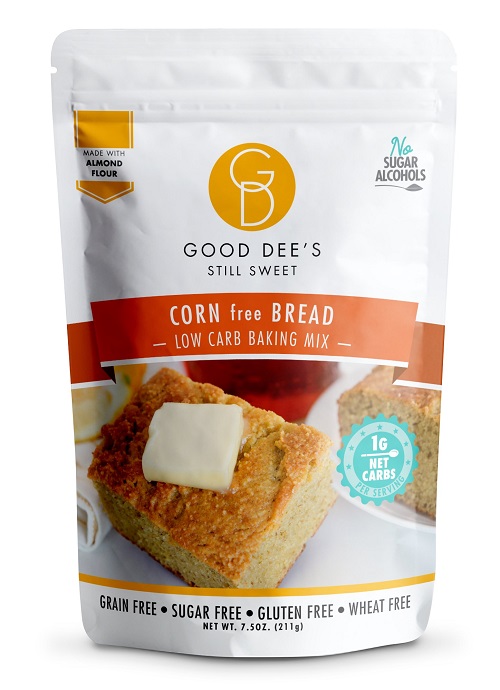 MADE WITH
ALMOND
FLOUR
No
SUGAR
ALCOHOLS
GD
GOOD DEE'S
STILL SWEET
CORN free BREAD
— LOW CARB BAKING MIX —
1G
NET
CARBS
PER SERVING
GRAIN FREE • SUGAR FREE • GLUTEN FREE • WHEAT FREE
NET WT. 7.5OZ. (211g)